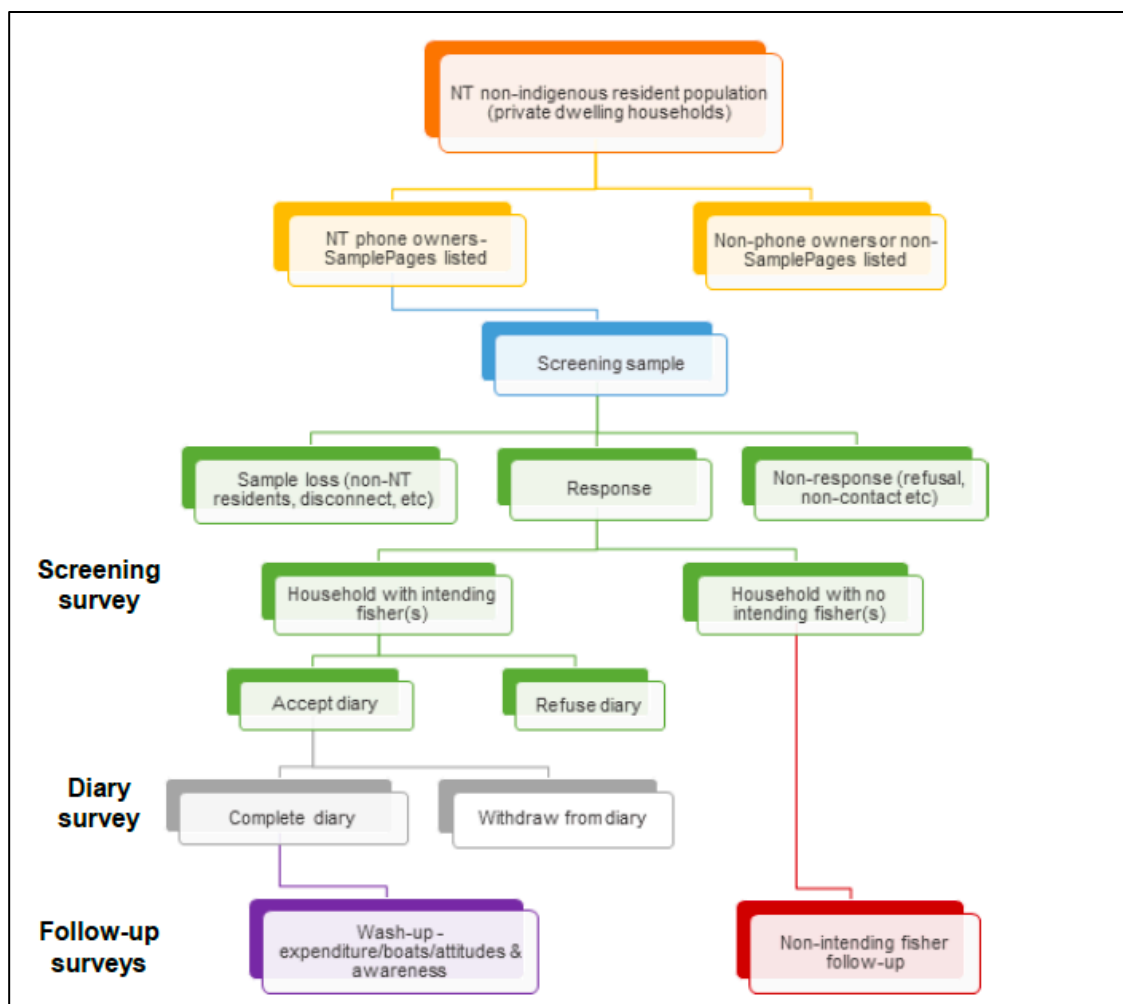 NT non-indigenous resident population
(private dwelling households)
NT phone owners-
SamplePages listed
Non-phone owners or non-
SamplePages listed
Screening sample
Sample loss (non-NT
residents, disconnect, etc)
Response
Non-response (refusal,
non-contact etc)
Screening
survey
Household with intending
fisher(s)
Household with no
intending fisher(s)
Accept diary
Refuse diary
Diary
survey
Complete diary
Withdraw from diary
Follow-up
surveys
Wash-up -
expenditure/boats/attitudes &
awareness
Non-intending fisher
follow-up